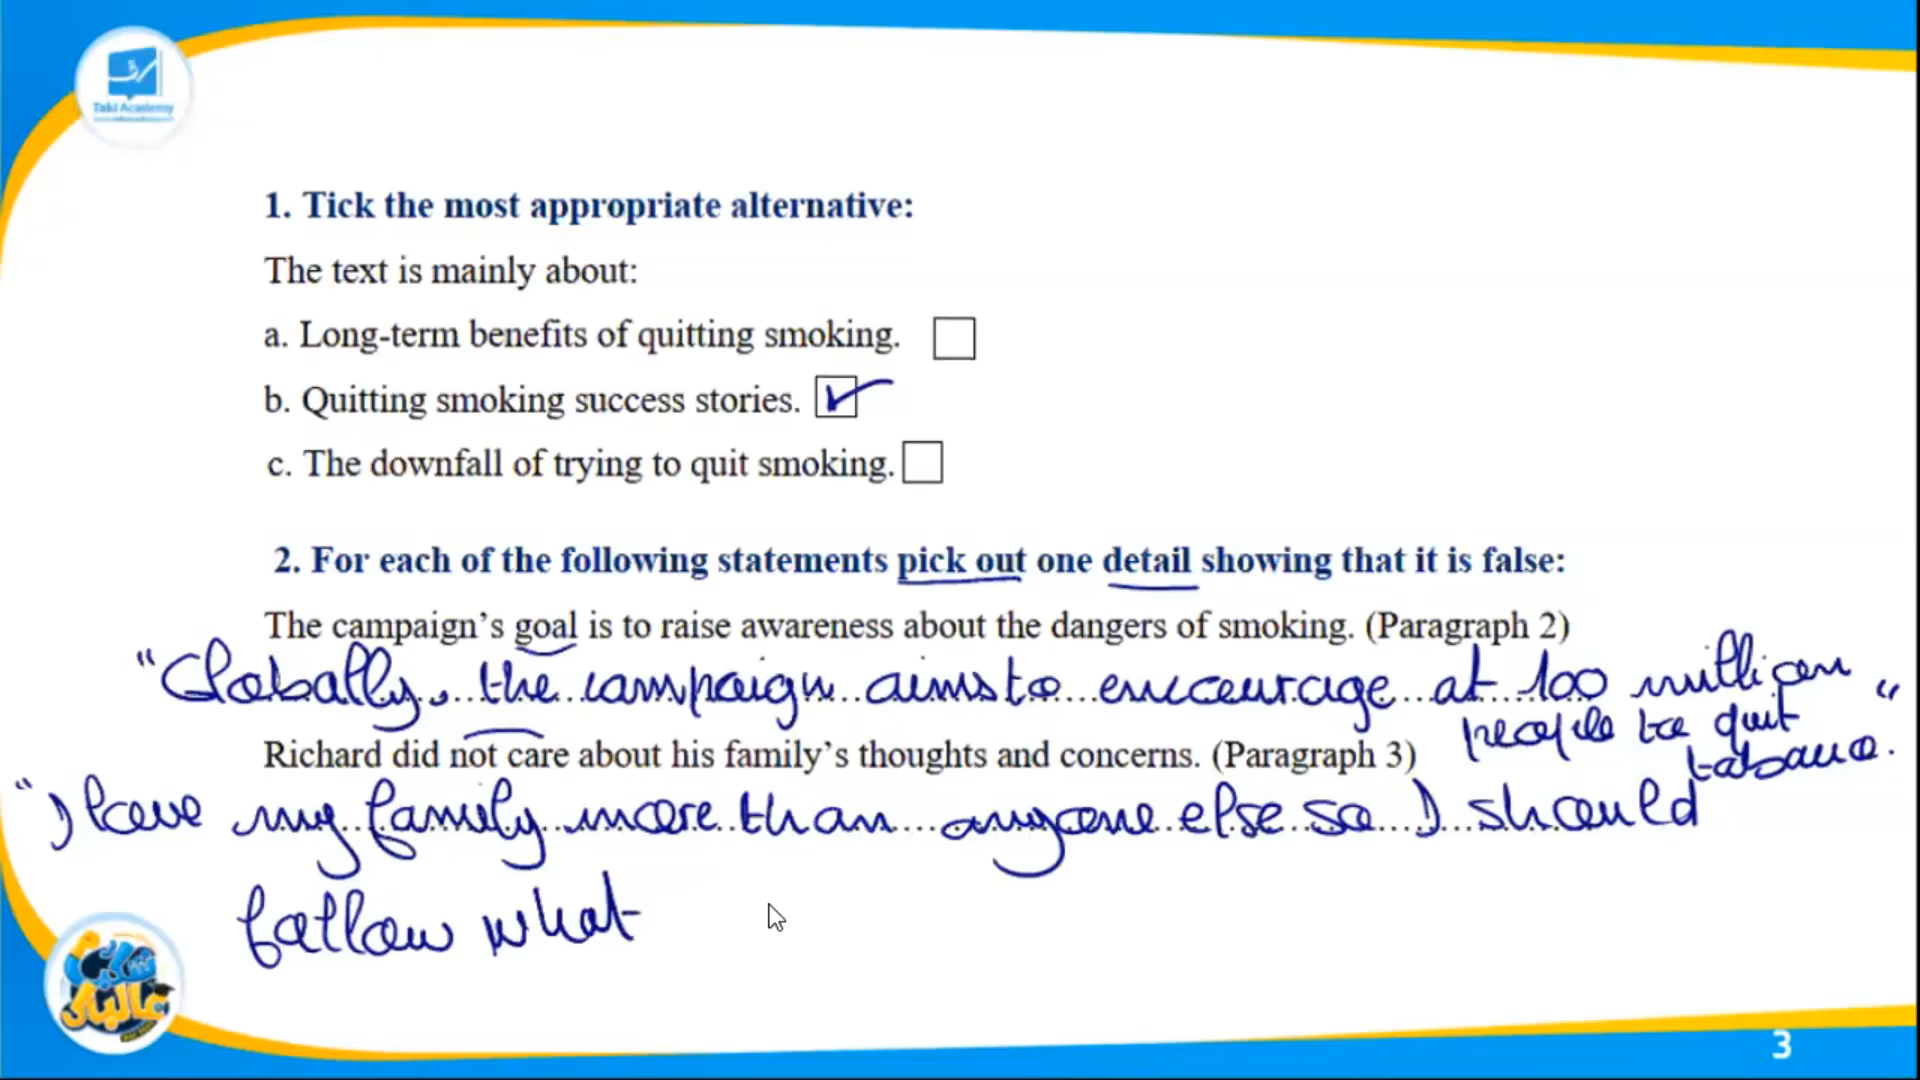 Taki Academy
1. Tick the most appropriate alternative:
The text is mainly about:
a. Long-term benefits of quitting smoking.
b. Quitting smoking success stories.
c. The downfall of trying to quit smoking.
2. For each of the following statements pick out one detail showing that it is false:
The campaign's goal is to raise awareness about the dangers of smoking. (Paragraph 2)
"Globally, the campaign aims to encourage at 100 million
people to quit
tobacco."
Richard did not care about his family's thoughts and concerns. (Paragraph 3)
"I love my family more than anyone else so I should
follow what
3